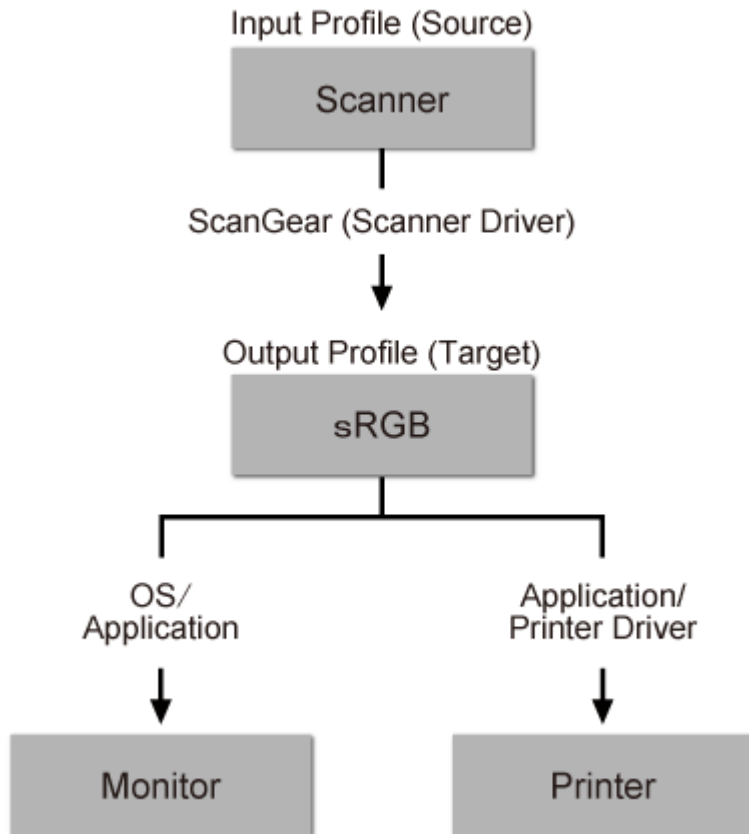 Input Profile (Source)
Scanner
ScanGear (Scanner Driver)
Output Profile (Target)
sRGB
OS/
Application
Application/
Printer Driver
Monitor
Printer